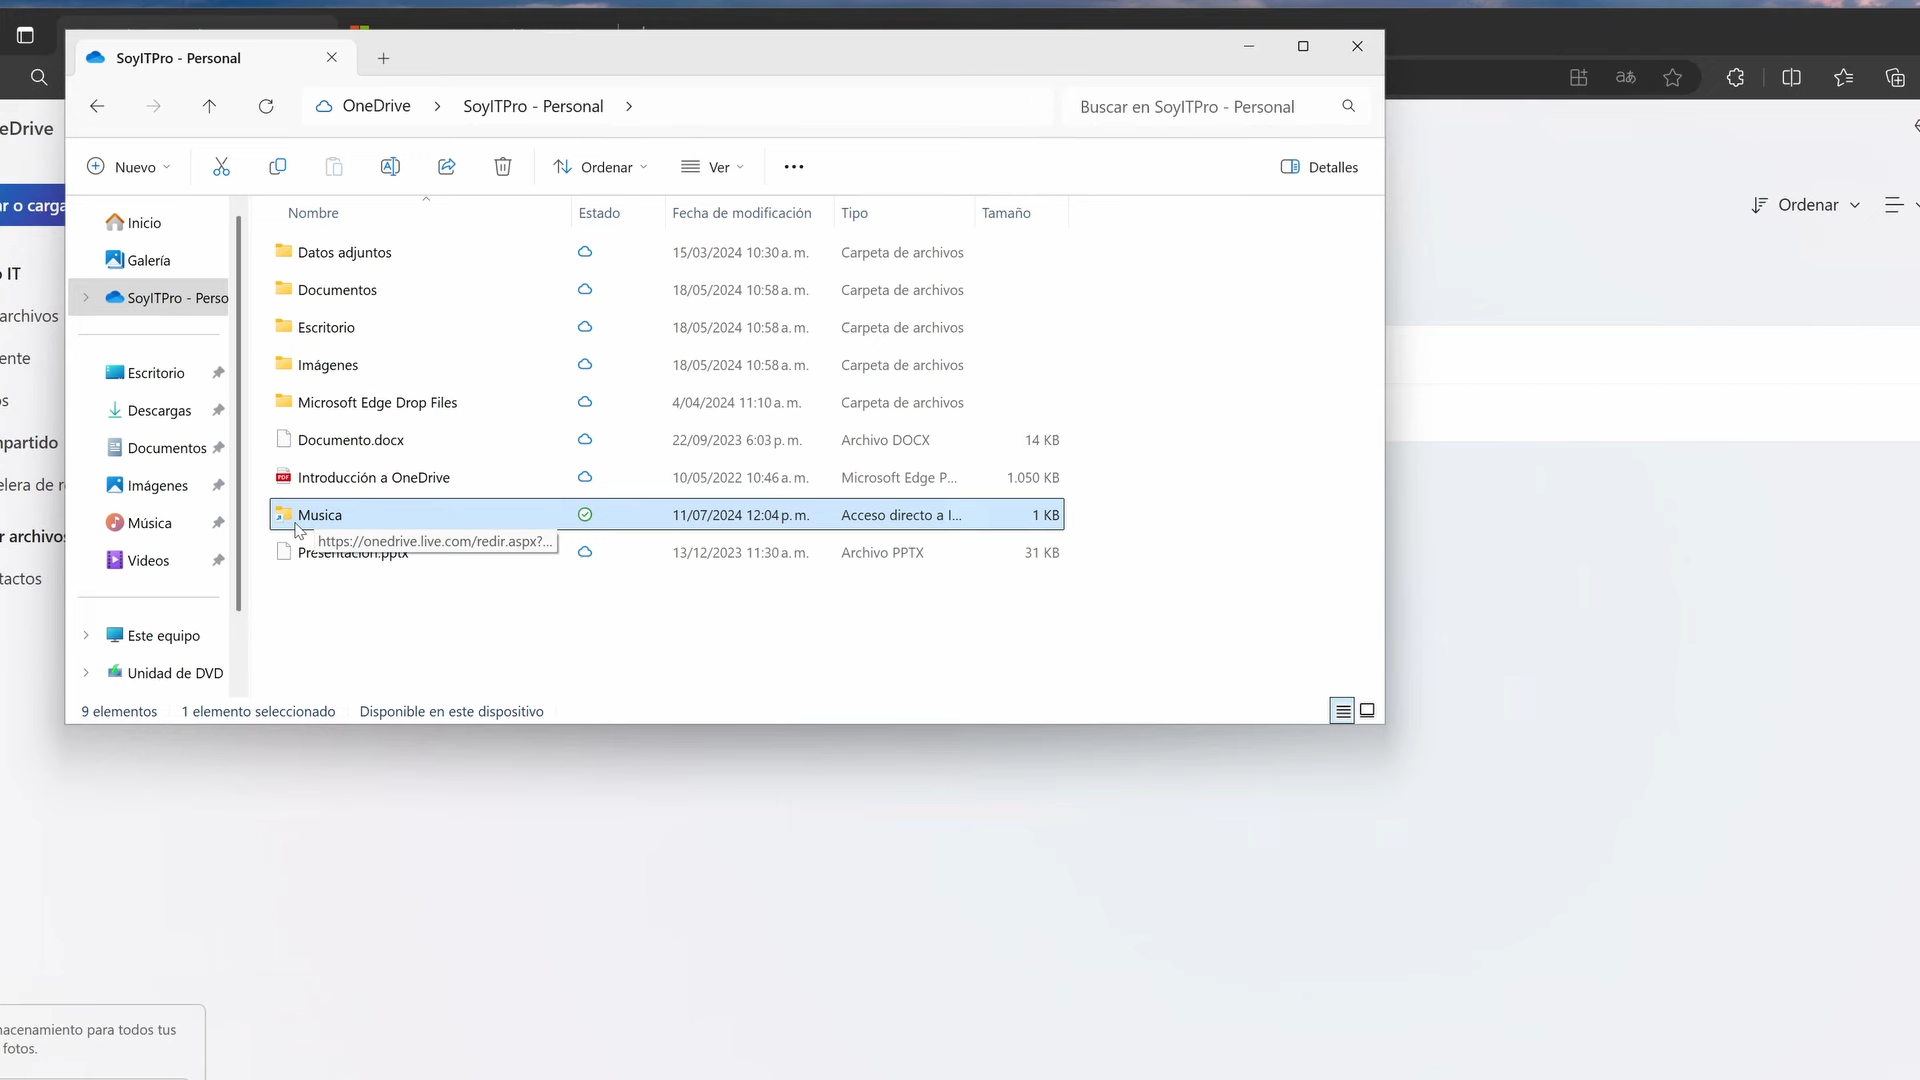 SoyITPro - Personal
OneDrive
SoyITPro - Personal
Buscar en SoyITPro - Personal
Nuevo
Ordenar
Ver
Detalles
Nombre
Estado
Fecha de modificación
Tipo
Tamaño
Inicio
Galería
SoyITPro - Perso
Escritorio
Descargas
Documentos
Imágenes
Música
Videos
Este equipo
Unidad de DVD
Datos adjuntos 15/03/2024 10:30 a. m. Carpeta de archivos
Documentos 18/05/2024 10:58 a. m. Carpeta de archivos
Escritorio 18/05/2024 10:58 a. m. Carpeta de archivos
Imágenes 18/05/2024 10:58 a. m. Carpeta de archivos
Microsoft Edge Drop Files 4/04/2024 11:10 a. m. Carpeta de archivos
Documento.docx 22/09/2023 6:03 p. m. Archivo DOCX 14 KB
Introducción a OneDrive 10/05/2022 10:46 a. m. Microsoft Edge P... 1.050 KB
Musica 11/07/2024 12:04 p. m. Acceso directo a I... 1 KB
https://onedrive.live.com/redir.aspx?...
Presentación.pptx 13/12/2023 11:30 a. m. Archivo PPTX 31 KB
9 elementos 1 elemento seleccionado Disponible en este dispositivo
eDrive
ar o carga
o IT
archivos
ente
os
mpartido
elera de r
r archivos
tactos
Ordenar
nacenamiento para todos tus
fotos.